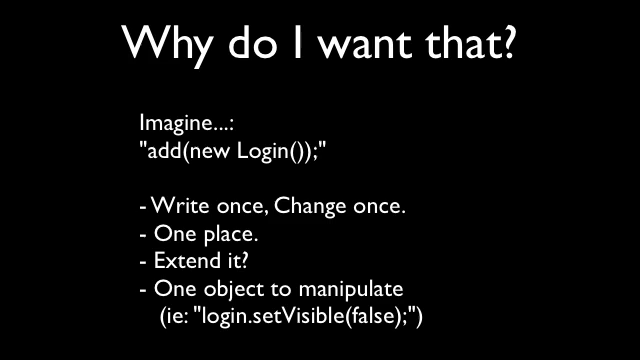 Why do I want that?
Imagine...:
"add(new Login());"
- Write once, Change once.
- One place.
- Extend it?
- One object to manipulate
(ie: "login.setVisible(false);")